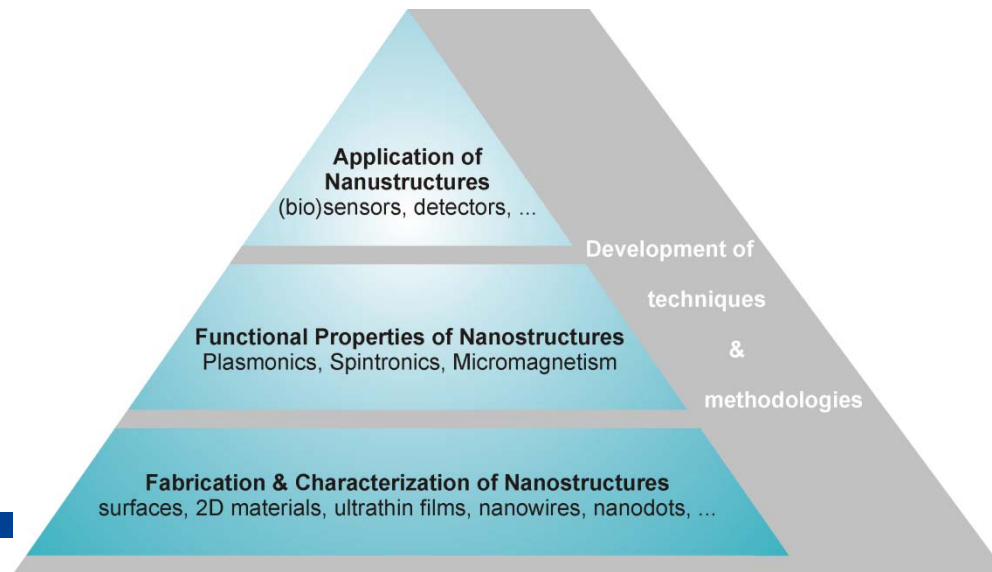 Application of
Nanustructures
(bio)sensors, detectors, ...
Development of
techniques
&
methodologies
Functional Properties of Nanostructures
Plasmonics, Spintronics, Micromagnetism
Fabrication & Characterization of Nanostructures
surfaces, 2D materials, ultrathin films, nanowires, nanodots, ...